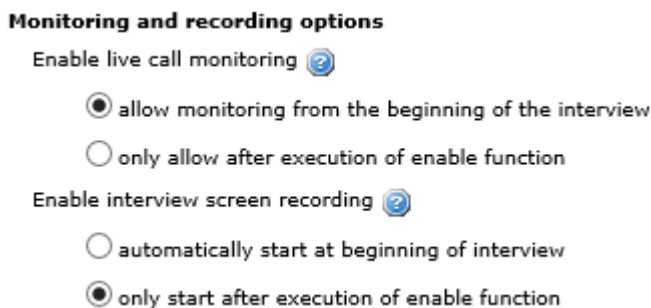 Monitoring and recording options
Enable live call monitoring ?
allow monitoring from the beginning of the interview
only allow after execution of enable function
Enable interview screen recording ?
automatically start at beginning of interview
only start after execution of enable function